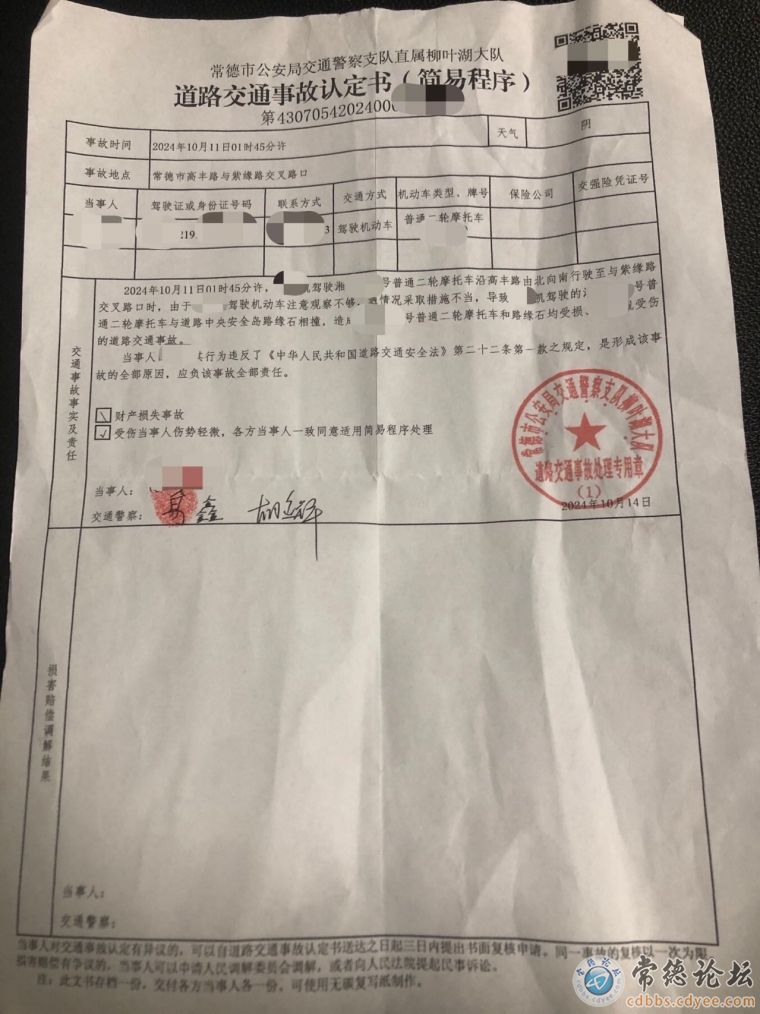 常德市公安局交通警察支队直属柳叶湖大队
道路交通事故认定书（简易程序）
第4307054202400
事故时间 2024年10月11日01时45分许 天气 阴
事故地点 常德市高丰路与紫缘路交叉路口
当事人 驾驶证或身份证号码 联系方式 交通方式 机动车类型、牌号 保险公司 交强险凭证号
219 3 驾驶机动车 普通二轮摩托车
交通事故事实及责任
2024年10月11日01时45分许，凯驾驶湘号普通二轮摩托车沿高丰路由北向南行驶至与紫缘路
交叉路口时，由于驾驶机动车注意观察不够，遇情况采取措施不当，导致凯驾驶的号普
通二轮摩托车与道路中央安全岛路缘石相撞，造成号普通二轮摩托车和路缘石均受损、凯受伤
的道路交通事故。
当事人行为违反了《中华人民共和国道路交通安全法》第二十二条第一款之规定，是形成该事
故的全部原因，应负该事故全部责任。
财产损失事故
√ 受伤当事人伤势轻微，各方当事人一致同意适用简易程序处理
常德市公安局交通警察支队柳叶湖大队
道路交通事故处理专用章
（1）
当事人：
交通警察：
2024年10月14日
损害赔偿调解结果
当事人：
交通警察：
当事人对交通事故认定有异议的，可以自道路交通事故认定书送达之日起三日内提出书面复核申请。同一事故的复核以一次为限
损害赔偿有争议的，当事人可以申请人民调解委员会调解，或者向人民法院提起民事诉讼。
注：此文书存档一份，交付各方当事人各一份，可使用无碳复写纸制作。
常德论坛
cdbbs.cdyee.com